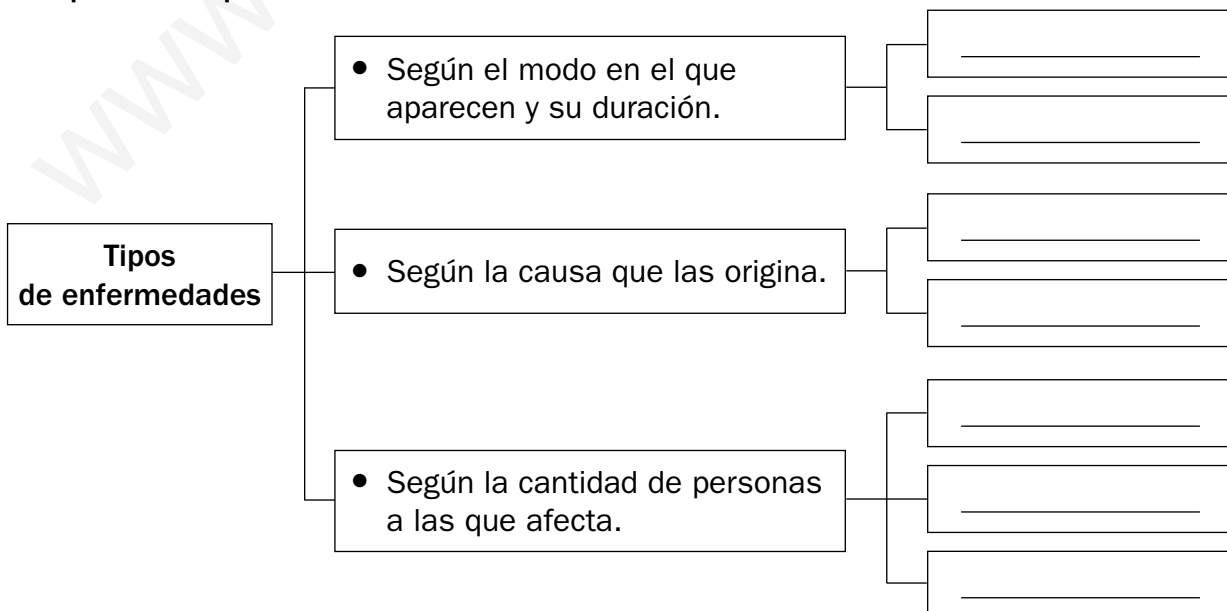 • Según el modo en el que
aparecen y su duración.
Tipos
de enfermedades
• Según la causa que las origina.
• Según la cantidad de personas
a las que afecta.